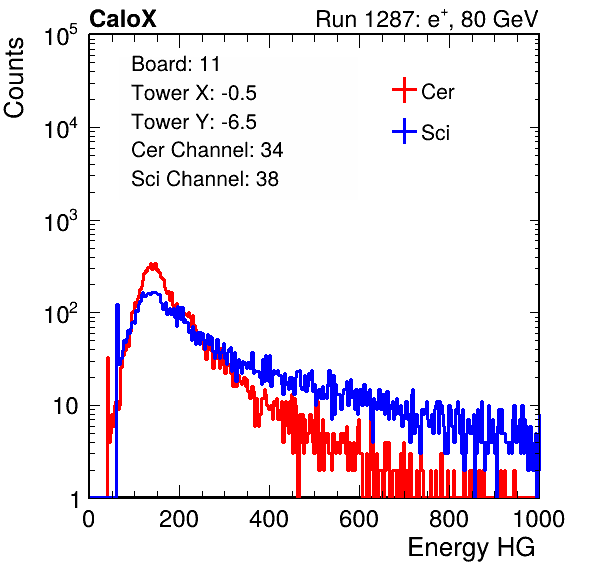 CaloX Run 1287: e⁺, 80 GeV
Counts
10⁵
10⁴
10³
10²
10
1
Board: 11
Tower X: -0.5
Tower Y: -6.5
Cer Channel: 34
Sci Channel: 38
Cer
Sci
0 200 400 600 800 1000
Energy HG